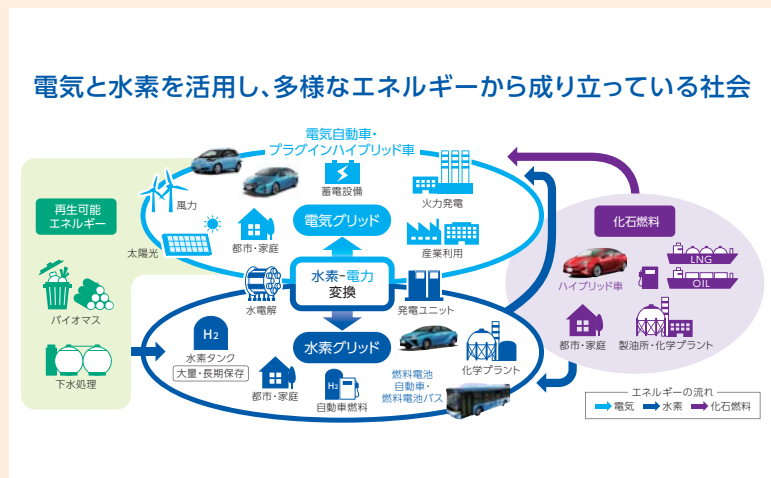 電気と水素を活用し、多様なエネルギーから成り立っている社会
電気自動車・
プラグインハイブリッド車
風力
蓄電設備
火力発電
再生可能
エネルギー
化石燃料
電気グリッド
太陽光
都市・家庭
産業利用
LNG
OIL
ハイブリッド車
水素-電力
変換
バイオマス
水電解
発電ユニット
H2
水素グリッド
都市・家庭
製油所・化学プラント
水素タンク
大量・長期保存
化学プラント
下水処理
都市・家庭
H2
自動車燃料
燃料電池
自動車・
燃料電池バス
エネルギーの流れ
電気
水素
化石燃料